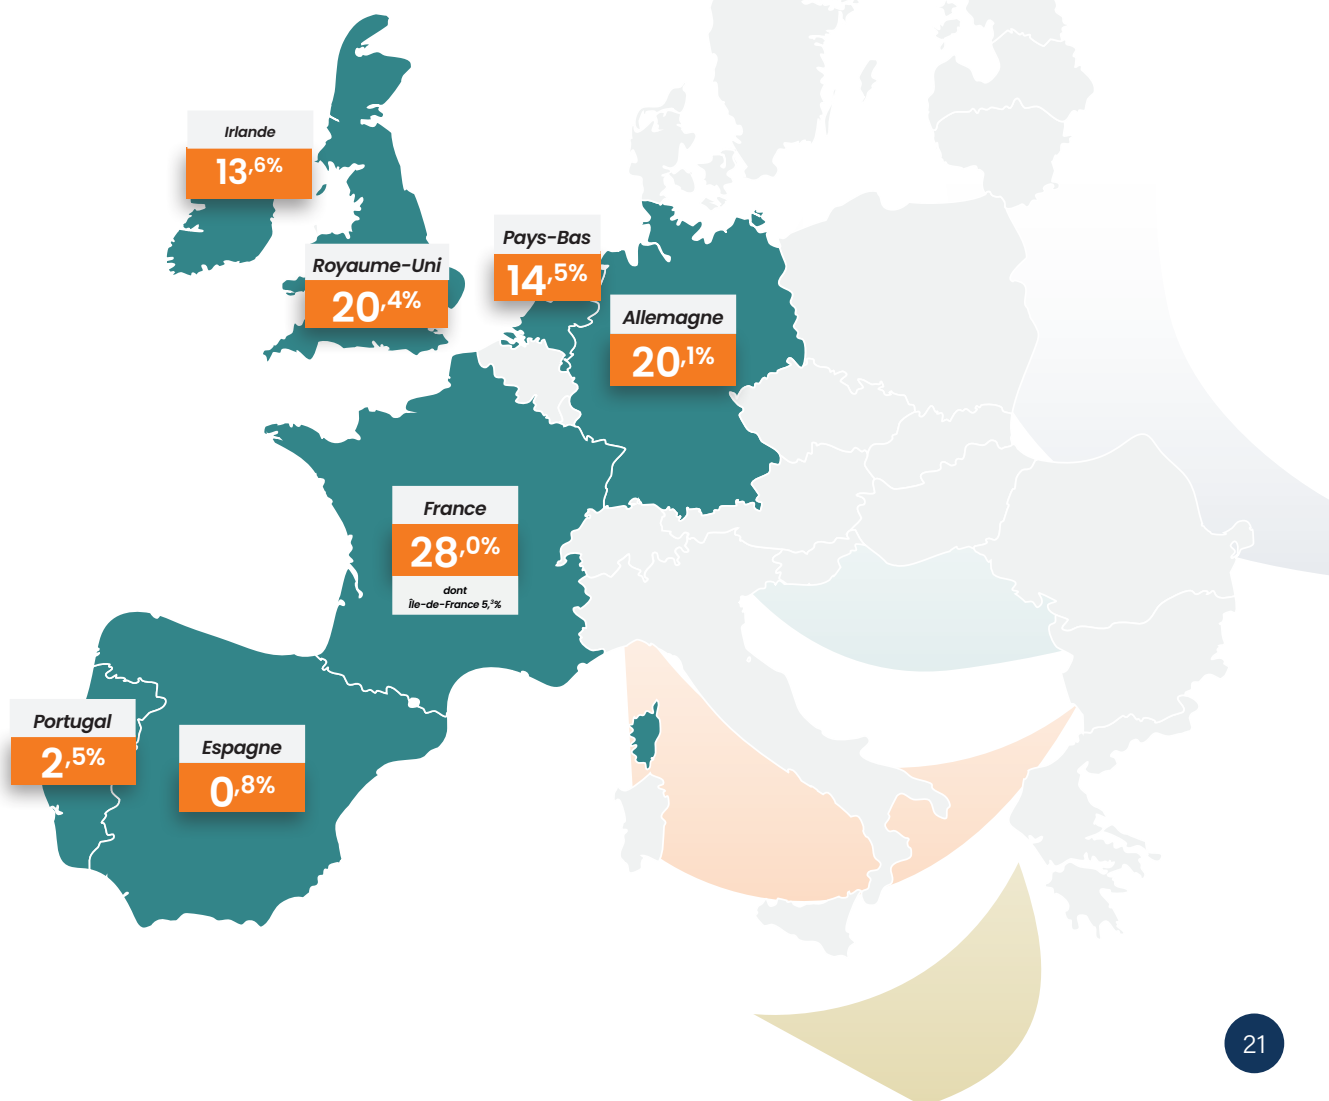 Irlande
13,6%
Royaume-Uni
20,4%
Pays-Bas
14,5%
Allemagne
20,1%
France
28,0%
dont
Île-de-France 5,3%
Portugal
2,5%
Espagne
0,8%
21